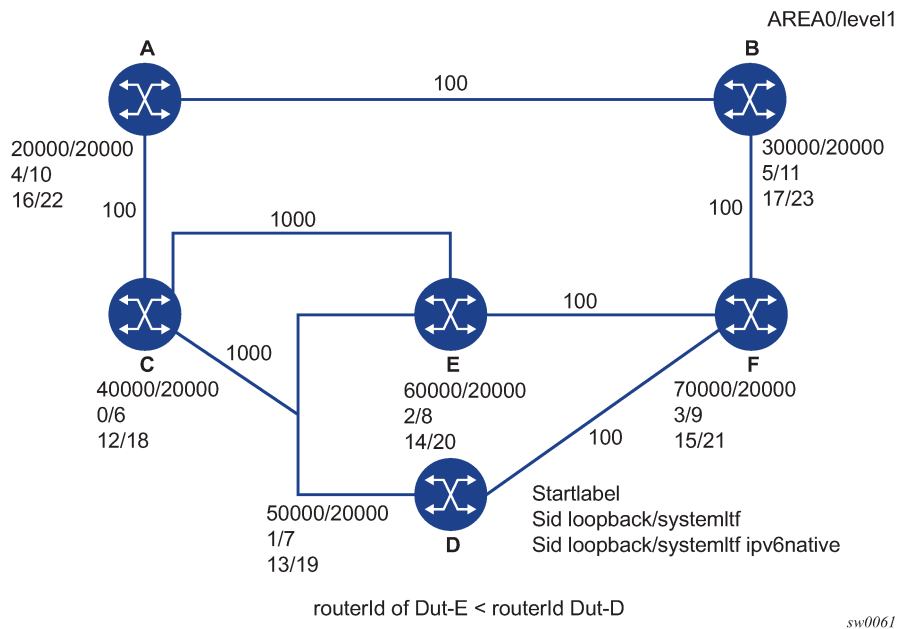 AREA0/level1
A
B
100
20000/20000
4/10
16/22
30000/20000
5/11
17/23
100
100
1000
100
1000
C
40000/20000
0/6
12/18
E
60000/20000
2/8
14/20
F
70000/20000
3/9
15/21
100
50000/20000
1/7
13/19
D
Startlabel
Sid loopback/systemItf
Sid loopback/systemItf ipv6native
routerId of Dut-E < routerId Dut-D
sw0061